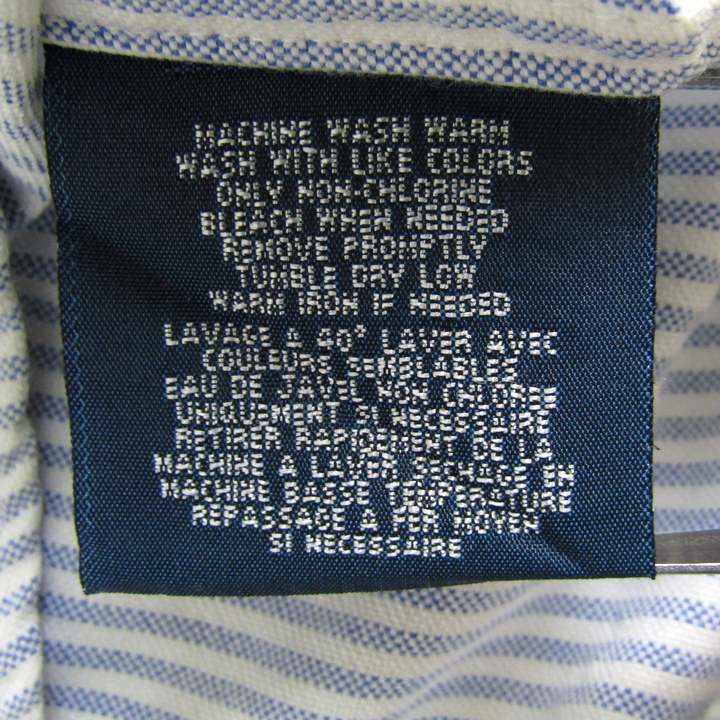 MACHINE WASH WARM
WASH WITH LIKE COLORS
ONLY NON-CHLORINE
BLEACH WHEN NEEDED
REMOVE PROMPTLY
TUMBLE DRY LOW
WARM IRON IF NEEDED
LAVAGE A 40° LAVER AVEC
COULEURS SEMBLABLES
EAU DE JAVEL NON CHLOREE
UNIQUEMENT SI NECESSAIRE
RETIRER RAPIDEMENT DE LA
MACHINE A LAVER SECHAGE EN
MACHINE BASSE TEMPERATURE
REPASSAGE A FER MOYEN
SI NECESSAIRE